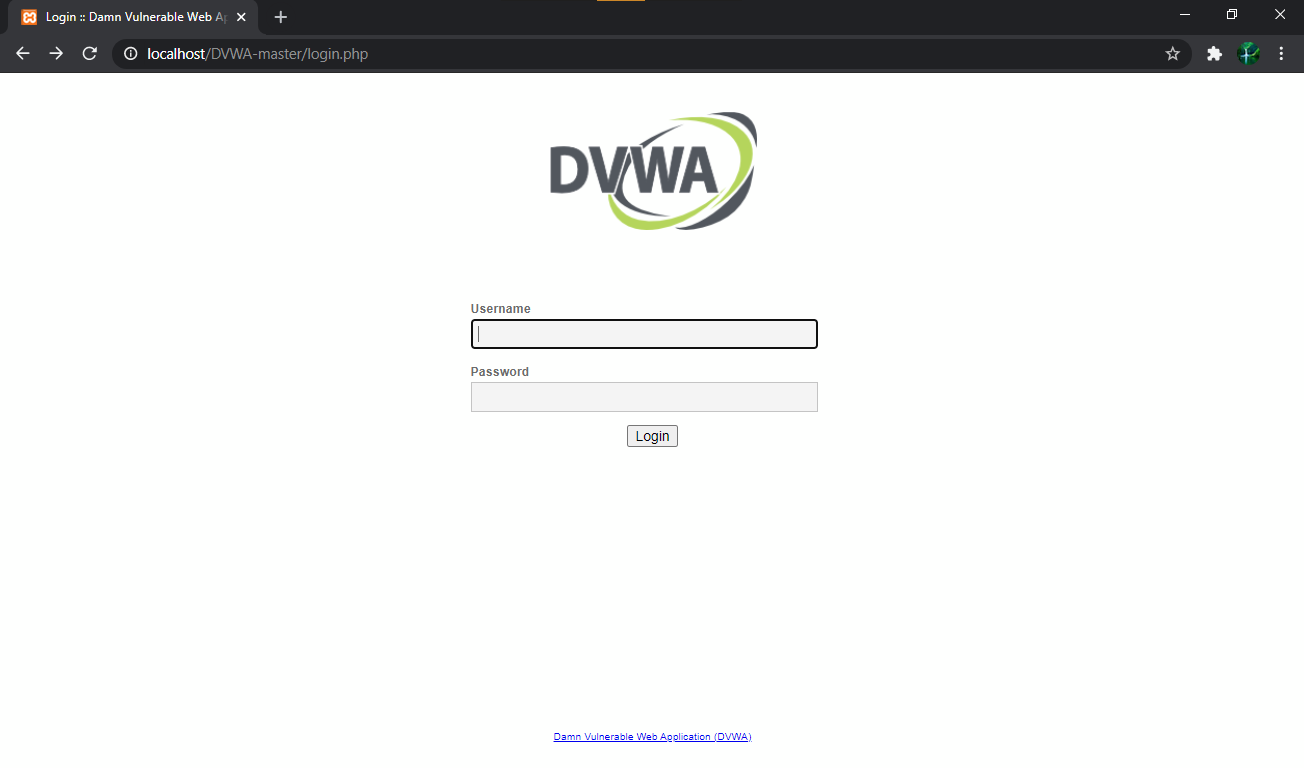 Login :: Damn Vulnerable Web Ap
localhost/DVWA-master/login.php
DVWA
Username
Password
Login
Damn Vulnerable Web Application (DVWA)